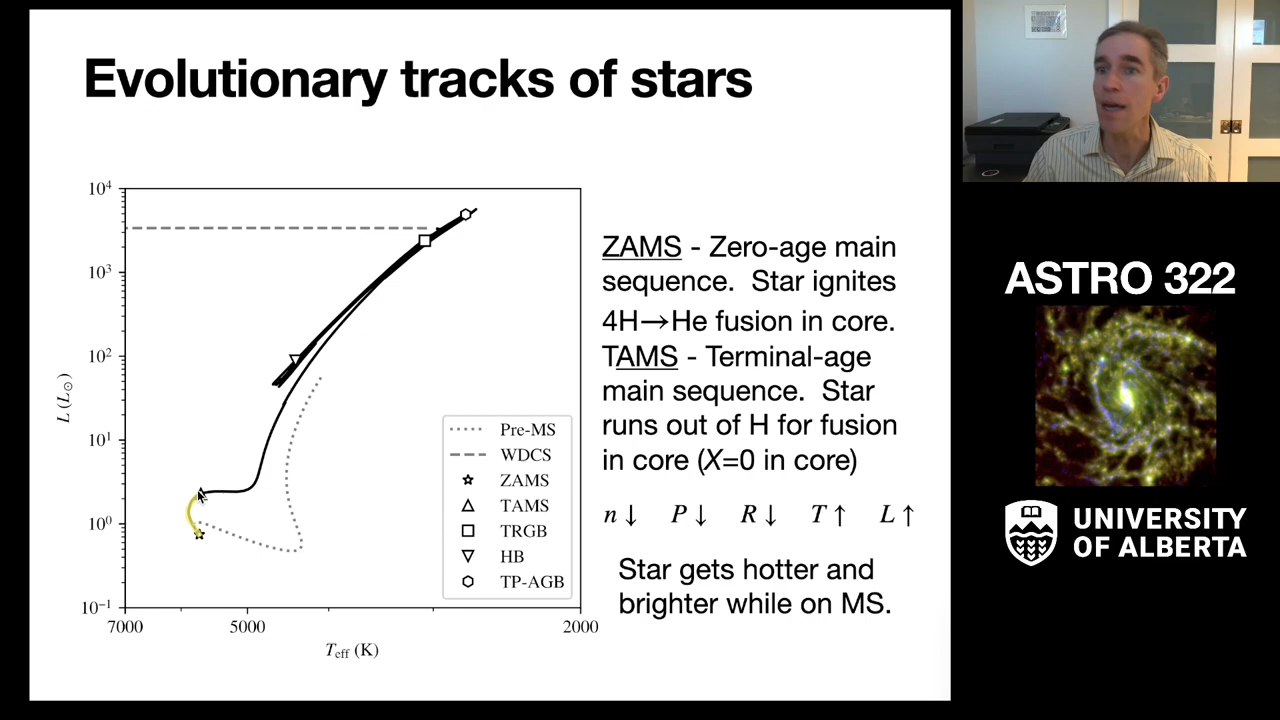 Evolutionary tracks of stars
10⁴
10³
10²
10¹
10⁰
10⁻¹
L (L☉)
7000
5000
2000
T_eff (K)
Pre-MS
WDCS
ZAMS
TAMS
TRGB
HB
TP-AGB
ZAMS - Zero-age main
sequence. Star ignites
4H→He fusion in core.
TAMS - Terminal-age
main sequence. Star
runs out of H for fusion
in core (X=0 in core)
n↓ P↓ R↓ T↑ L↑
Star gets hotter and
brighter while on MS.
ASTRO 322
UNIVERSITY
OF ALBERTA